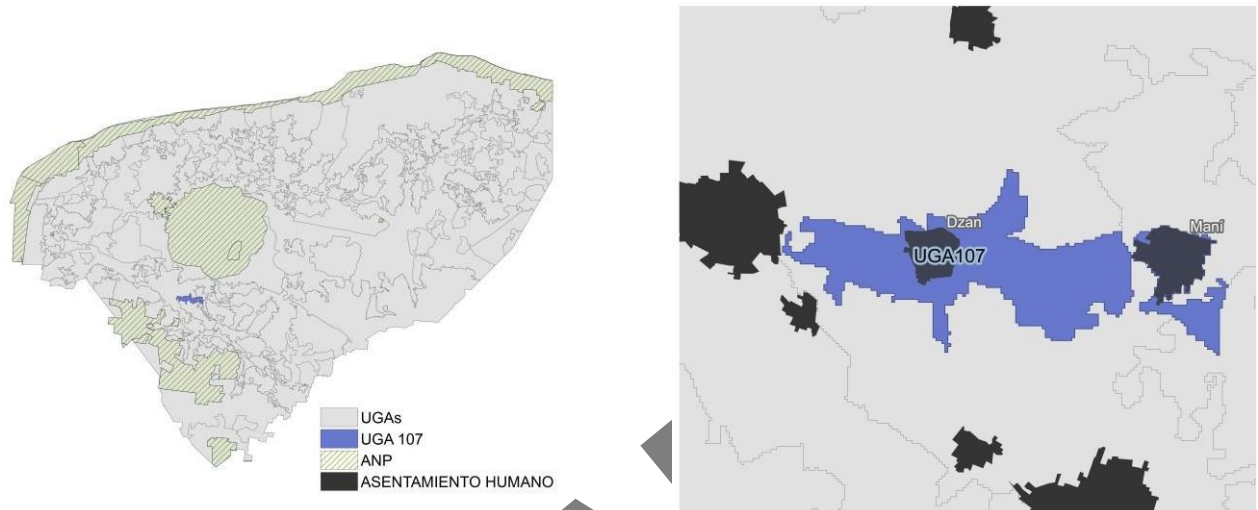 UGAs
UGA 107
ANP
ASENTAMIENTO HUMANO
Dzan
UGA107
Maní